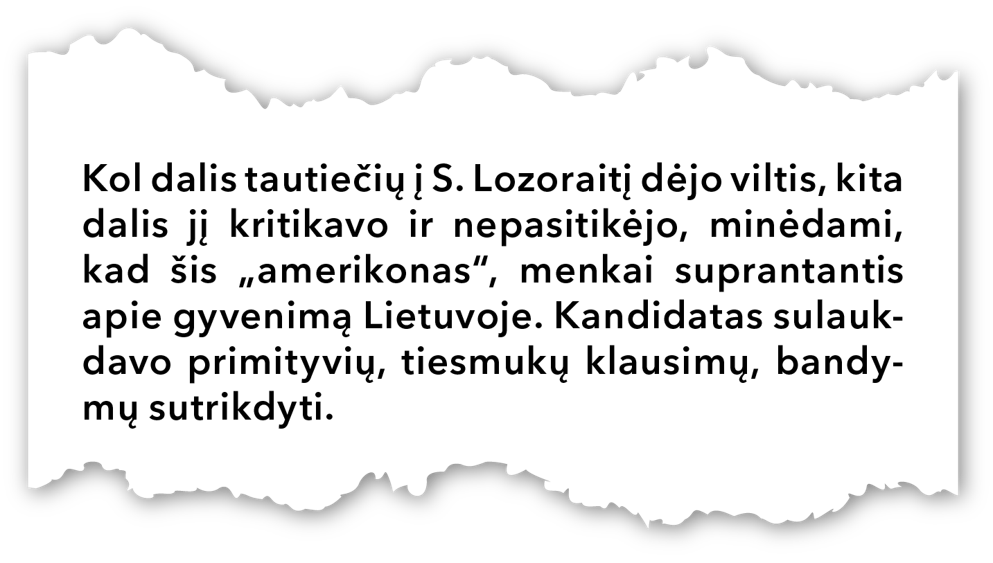 Kol dalis tautiečių į S. Lozoraitį dėjo viltis, kita
dalis jį kritikavo ir nepasitikėjo, minėdami,
kad šis „amerikonas“, menkai suprantantis
apie gyvenimą Lietuvoje. Kandidatas sulauk-
davo primityvių, tiesmukų klausimų, bandy-
mų sutrikdyti.